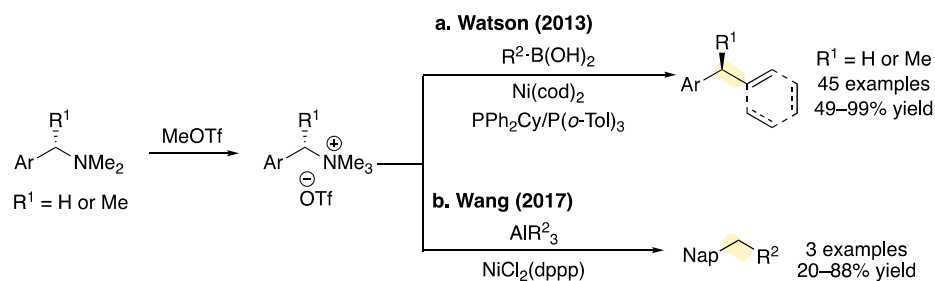 a. Watson (2013)
R²-B(OH)₂
Ni(cod)₂
PPh₂Cy/P(o-Tol)₃
R¹
Ar
R¹ = H or Me
45 examples
49–99% yield
R¹
Ar
NMe₂
R¹ = H or Me
MeOTf
R¹
Ar
⊕
NMe₃
⊖
OTf
b. Wang (2017)
AlR²₃
NiCl₂(dppp)
Nap
R²
3 examples
20–88% yield